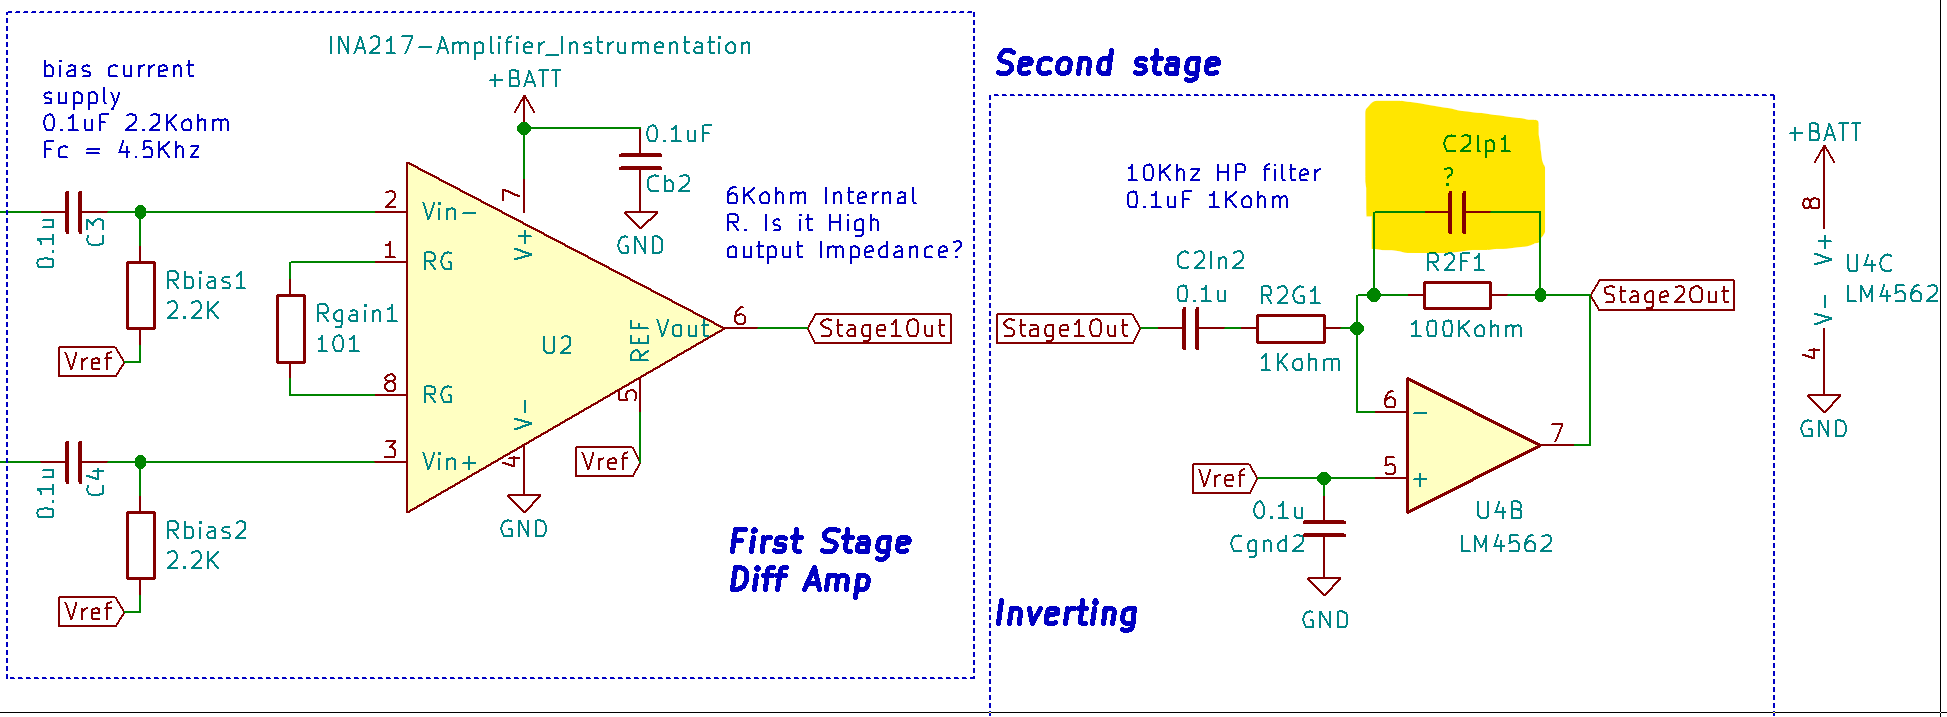 INA217-Amplifier_Instrumentation
+BATT
bias current
supply
0.1uF 2.2Kohm
Fc = 4.5Khz
0.1uF
Cb2
GND
7
V+
2
Vin-
0.1u
C3
1
RG
Rbias1
2.2K
Vref
Rgain1
101
U2
8
RG
REF
5
Vout
6
Stage1Out
6Kohm Internal
R. Is it High
output Impedance?
V-
4
GND
Vref
3
Vin+
0.1u
C4
Rbias2
2.2K
Vref
First Stage
Diff Amp
Second stage
10Khz HP filter
0.1uF 1Kohm
C2lp1
?
C2In2
0.1u
R2G1
1Kohm
Stage1Out
R2F1
100Kohm
Stage2Out
6
-
5
+
7
Vref
0.1u
Cgnd2
GND
U4B
LM4562
Inverting
+BATT
8
V+
U4C
LM4562
V-
4
GND